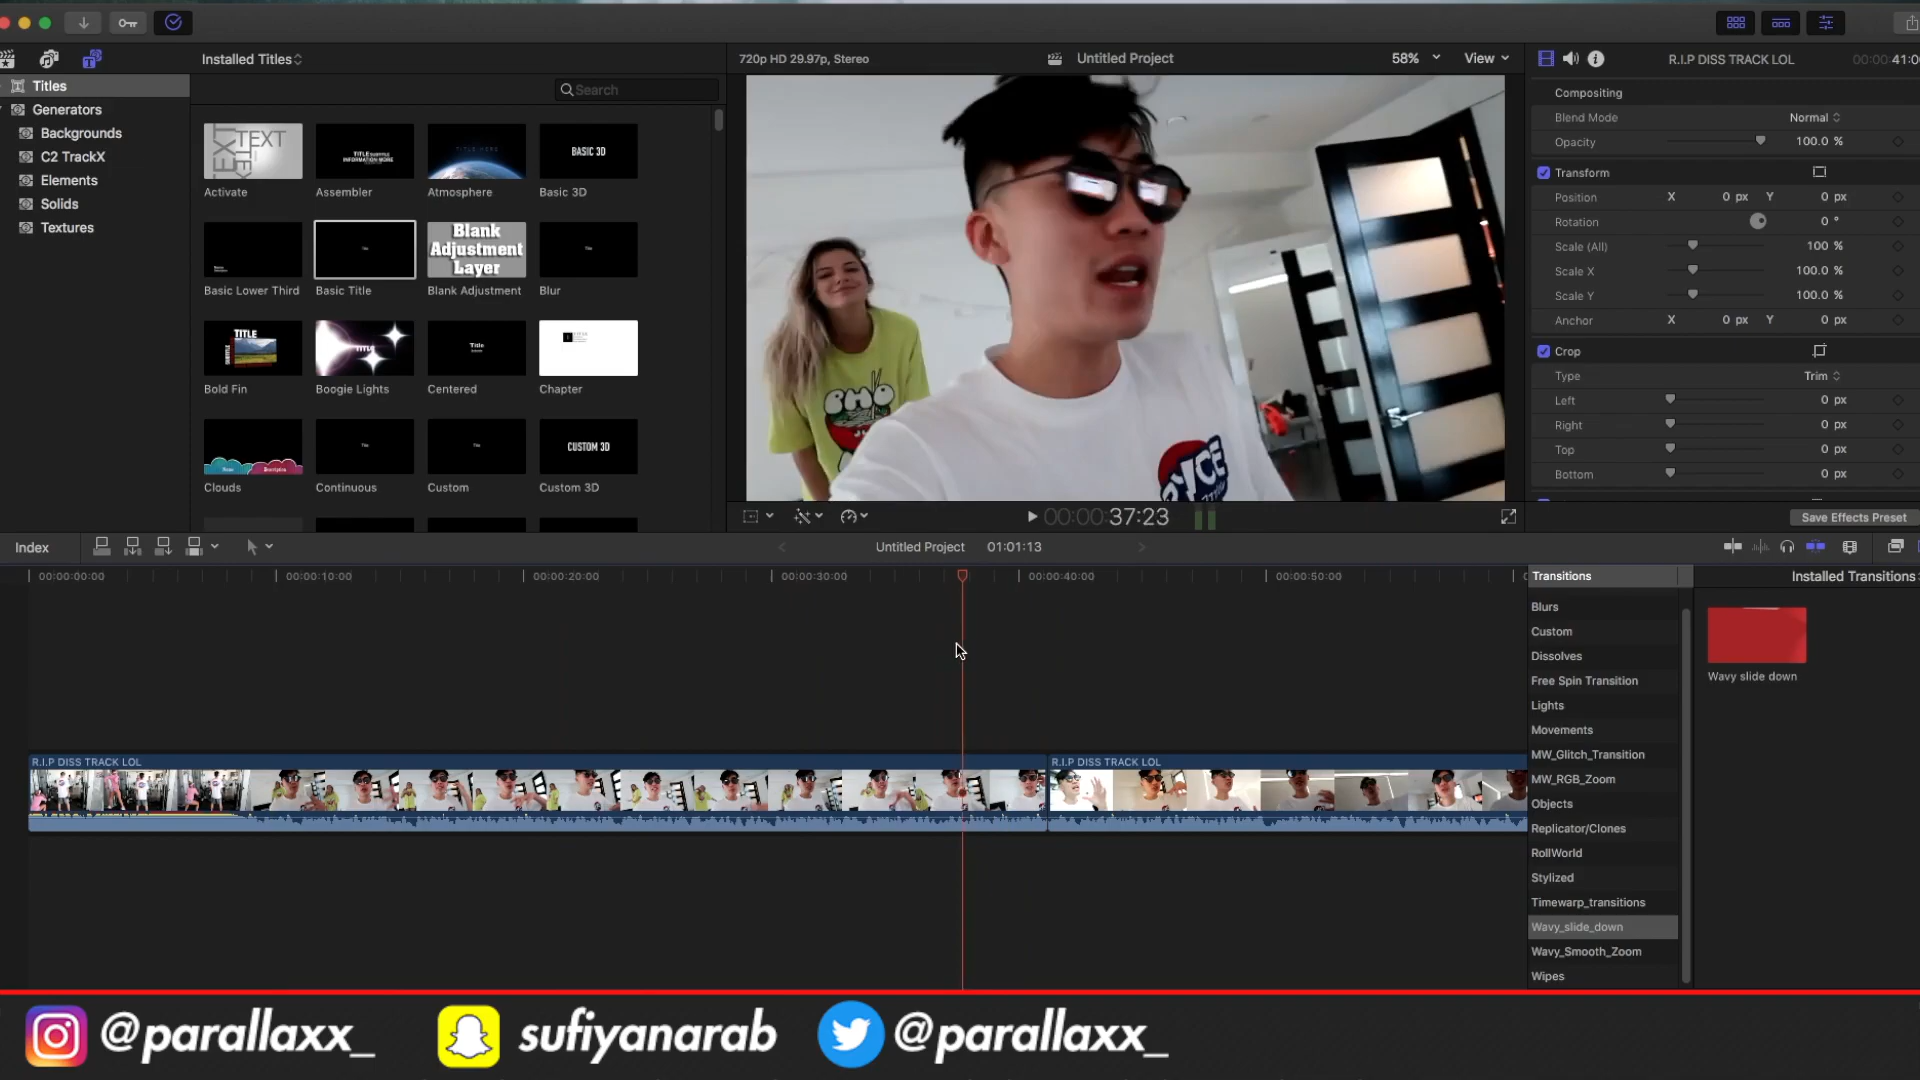 Installed Titles
720p HD 29.97p, Stereo
Untitled Project
58%
View
R.I.P DISS TRACK LOL
00:00:41:0
Titles
Generators
Backgrounds
C2 TrackX
Elements
Solids
Textures
Search
TEXT
TITLE
BASIC 3D
Activate
Assembler
Atmosphere
Basic 3D
Blank
Adjustment
Layer
Basic Lower Third
Basic Title
Blank Adjustment
Blur
TITLE
Title
Bold Fin
Boogie Lights
Centered
Chapter
CUSTOM 3D
Clouds
Continuous
Custom
Custom 3D
PHO
Compositing
Blend Mode
Normal
Opacity
100.0 %
Transform
Position
X
0 px
Y
0 px
Rotation
0 °
Scale (All)
100 %
Scale X
100.0 %
Scale Y
100.0 %
Anchor
X
0 px
Y
0 px
Crop
Type
Trim
Left
0 px
Right
0 px
Top
0 px
Bottom
0 px
00:00:37:23
Save Effects Preset
Index
Untitled Project
01:01:13
00:00:00:00
00:00:10:00
00:00:20:00
00:00:30:00
00:00:40:00
00:00:50:00
R.I.P DISS TRACK LOL
R.I.P DISS TRACK LOL
Transitions
Installed Transitions
Blurs
Custom
Dissolves
Free Spin Transition
Lights
Movements
MW_Glitch_Transition
MW_RGB_Zoom
Objects
Replicator/Clones
RollWorld
Stylized
Timewarp_transitions
Wavy_slide_down
Wavy_Smooth_Zoom
Wipes
Wavy slide down
@parallaxx_
sufiyanarab
@parallaxx_